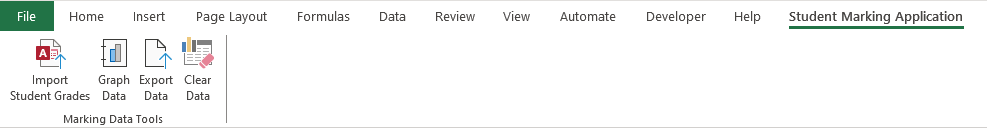 File Home Insert Page Layout Formulas Data Review View Automate Developer Help Student Marking Application
Import Graph Export Clear
Student Grades Data Data Data
Marking Data Tools